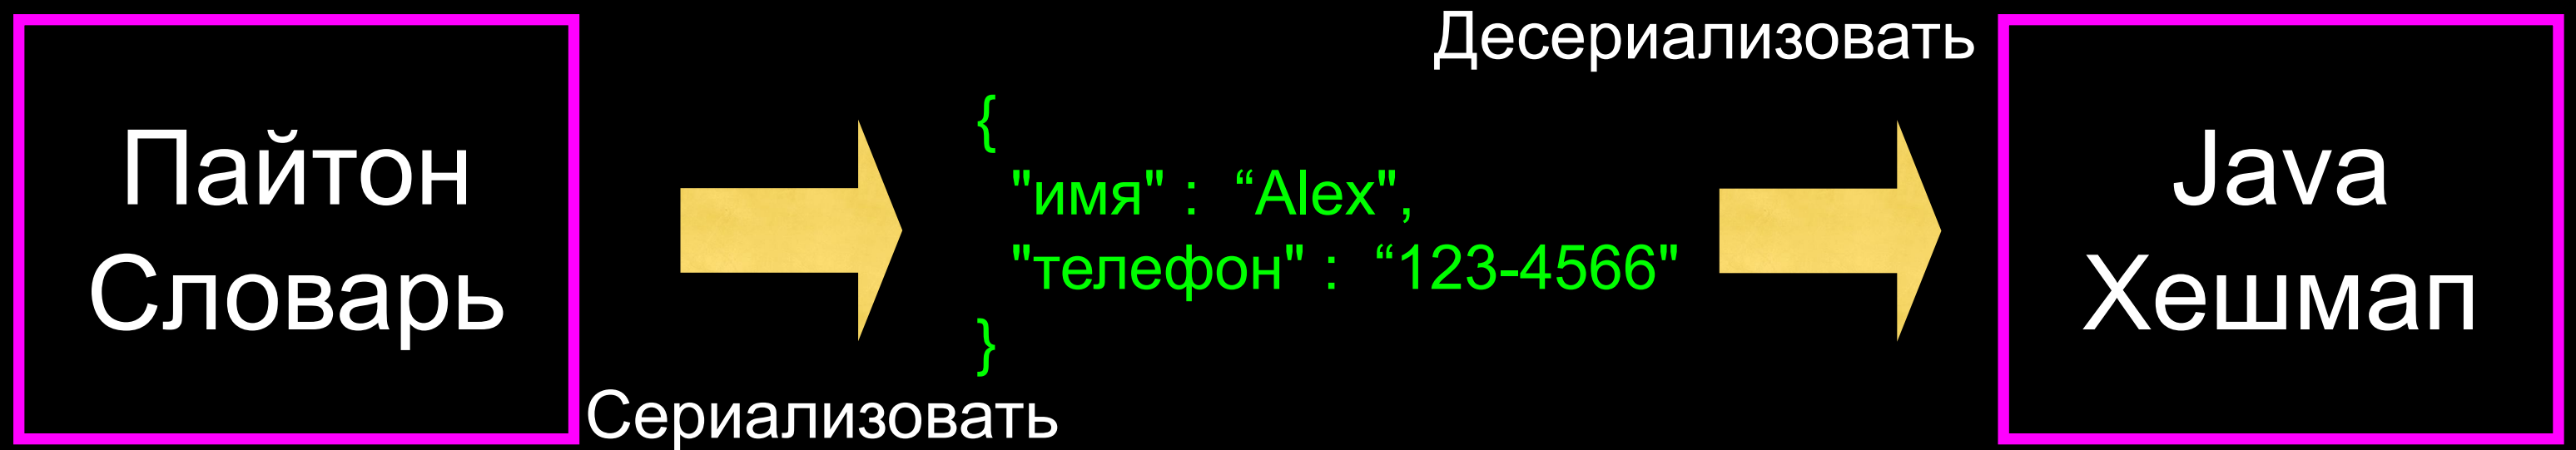 Пайтон
Словарь
Сериализовать
{
"имя" : “Alex",
"телефон" : “123-4566"
}
Десериализовать
Java
Хешмап